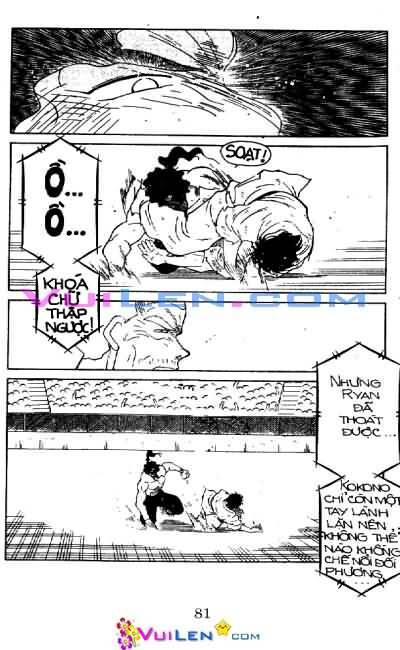 SOẠT!
Ồ...
Ồ...
KHOÁ
CHỮ
THẬP
NGƯỢC!
VUILEN.COM
NHƯNG
RYAN
ĐÃ
THOÁT
ĐƯỢC...
KOKONO
CHỈ CÒN MỘT
TAY LÀNH
LẶN NÊN
KHÔNG THỂ
NÀO KHỐNG
CHẾ NỔI ĐỐI
PHƯƠNG...
81
VUILEN.COM